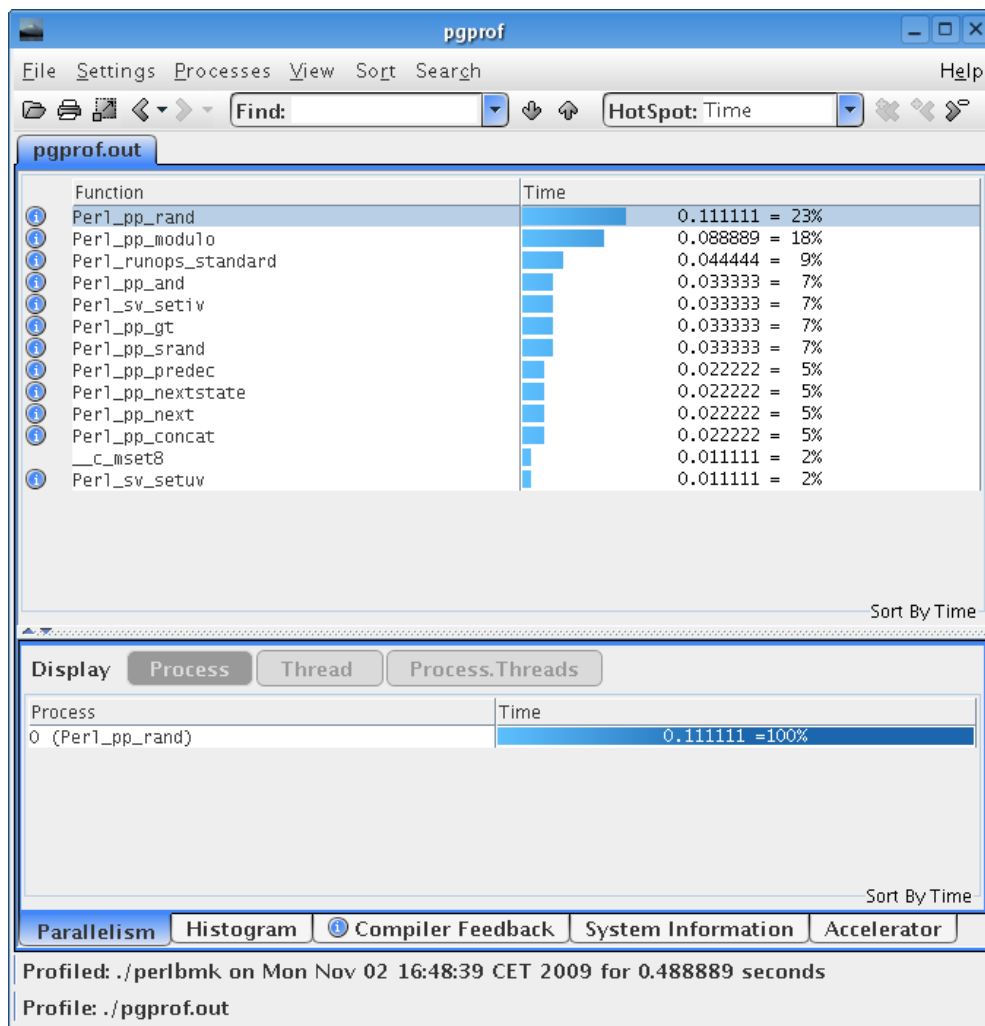 pgprof
File Settings Processes View Sort Search Help
Find: HotSpot: Time
pgprof.out
Function Time
Perl_pp_rand 0.111111 = 23%
Perl_pp_modulo 0.088889 = 18%
Perl_runops_standard 0.044444 = 9%
Perl_pp_and 0.033333 = 7%
Perl_sv_setiv 0.033333 = 7%
Perl_pp_gt 0.033333 = 7%
Perl_pp_srand 0.033333 = 7%
Perl_pp_predec 0.022222 = 5%
Perl_pp_nextstate 0.022222 = 5%
Perl_pp_next 0.022222 = 5%
Perl_pp_concat 0.022222 = 5%
__c_mset8 0.011111 = 2%
Perl_sv_setuv 0.011111 = 2%
Sort By Time
Display Process Thread Process.Threads
Process Time
0 (Perl_pp_rand) 0.111111 =100%
Sort By Time
Parallelism Histogram Compiler Feedback System Information Accelerator
Profiled: ./perlbmk on Mon Nov 02 16:48:39 CET 2009 for 0.488889 seconds
Profile: ./pgprof.out